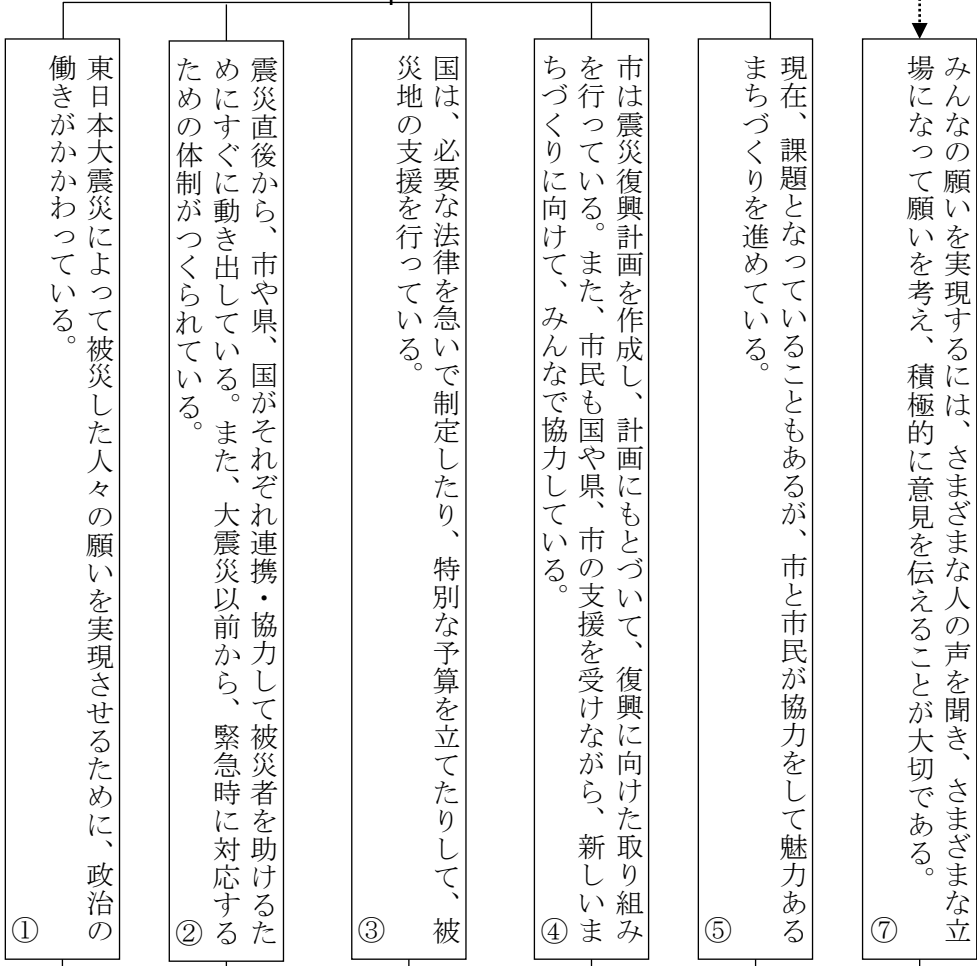 みんなの願いを実現するには、さまざまな人の声を聞き、さまざまな立
場になって願いを考え、積極的に意見を伝えることが大切である。
⑦
現在、課題となっていることもあるが、市と市民が協力をして魅力ある
まちづくりを進めている。
⑤
市は震災復興計画を作成し、計画にもとづいて、復興に向けた取り組み
を行っている。また、市民も国や県、市の支援を受けながら、新しいま
ちづくりに向けて、みんなで協力している。
④
国は、必要な法律を急いで制定したり、特別な予算を立てたりして、被
災地の支援を行っている。
③
震災直後から、市や県、国がそれぞれ連携・協力して被災者を助けるた
めにすぐに動き出している。また、大震災以前から、緊急時に対応する
ための体制がつくられている。
②
東日本大震災によって被災した人々の願いを実現させるために、政治の
働きがかかわっている。
①